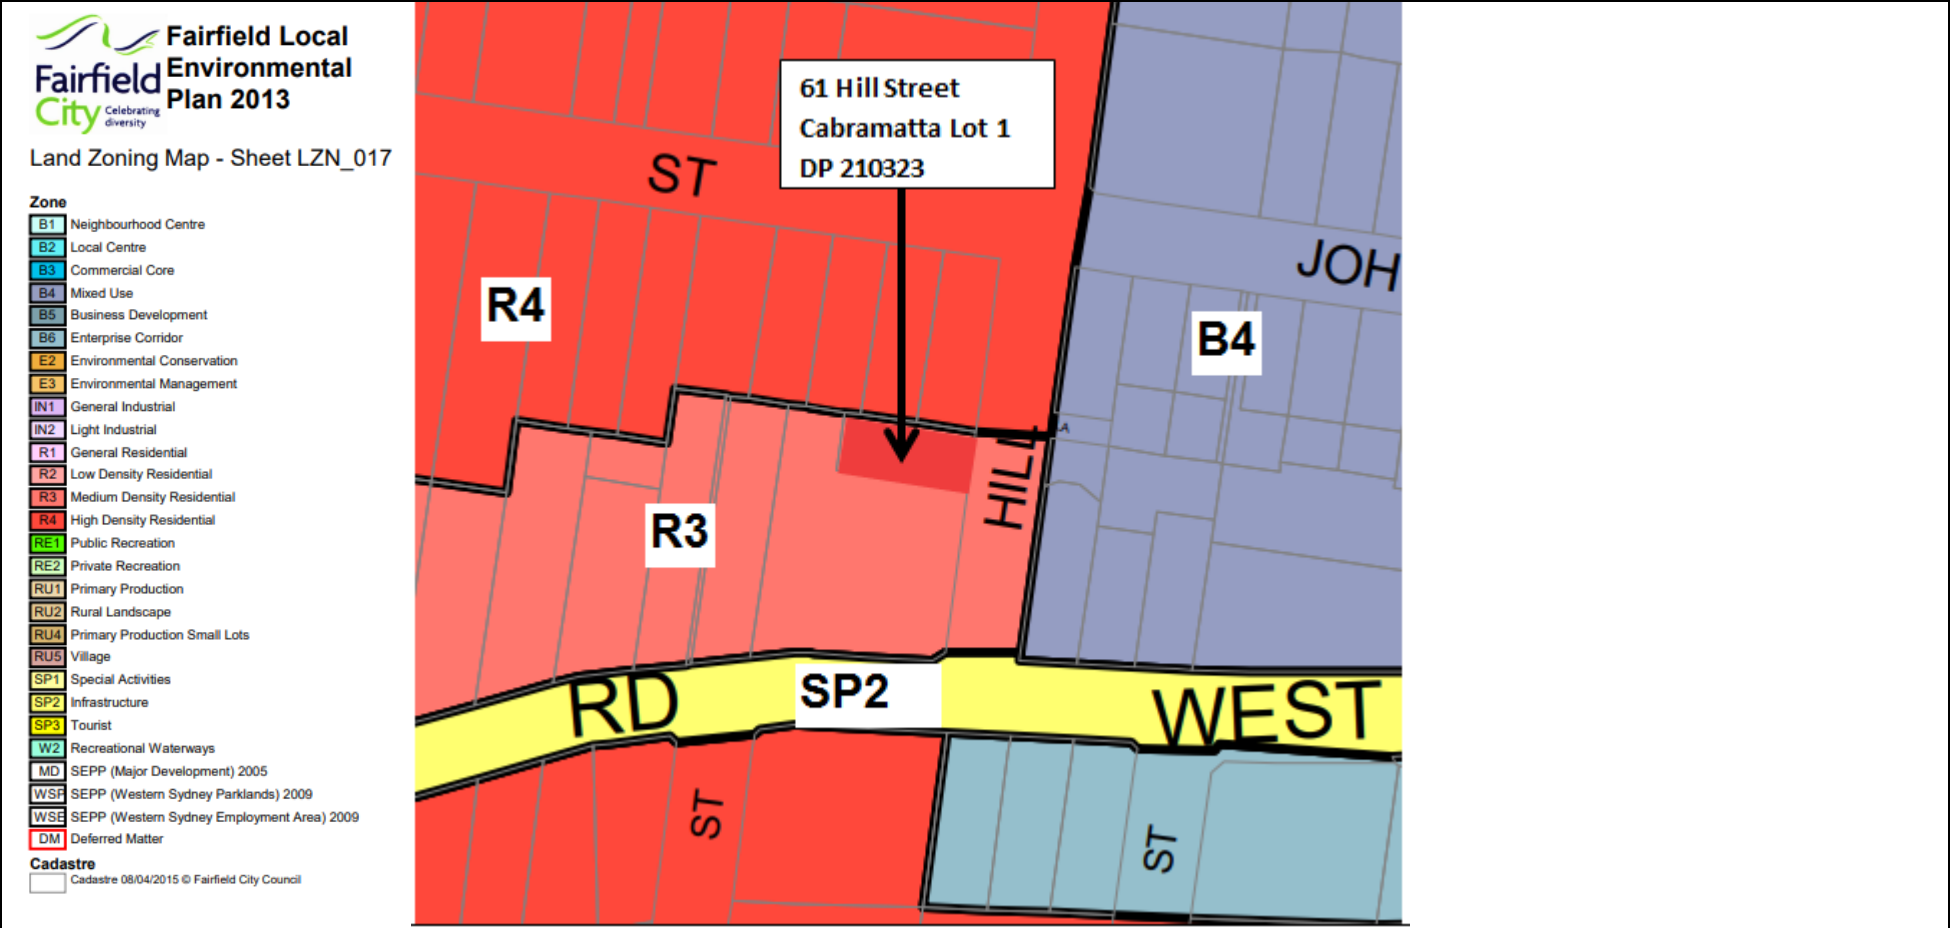 Fairfield
City
Celebrating
diversity
Fairfield Local
Environmental
Plan 2013
Land Zoning Map - Sheet LZN_017
Zone
B1 Neighbourhood Centre
B2 Local Centre
B3 Commercial Core
B4 Mixed Use
B5 Business Development
B6 Enterprise Corridor
E2 Environmental Conservation
E3 Environmental Management
IN1 General Industrial
IN2 Light Industrial
R1 General Residential
R2 Low Density Residential
R3 Medium Density Residential
R4 High Density Residential
RE1 Public Recreation
RE2 Private Recreation
RU1 Primary Production
RU2 Rural Landscape
RU4 Primary Production Small Lots
RU5 Village
SP1 Special Activities
SP2 Infrastructure
SP3 Tourist
W2 Recreational Waterways
MD SEPP (Major Development) 2005
WSP SEPP (Western Sydney Parklands) 2009
WSE SEPP (Western Sydney Employment Area) 2009
DM Deferred Matter
Cadastre
Cadastre 08/04/2015 © Fairfield City Council
61 Hill Street
Cabramatta Lot 1
DP 210323
ST
JOH
R4
B4
HILL
R3
SP2
RD
WEST
ST
ST